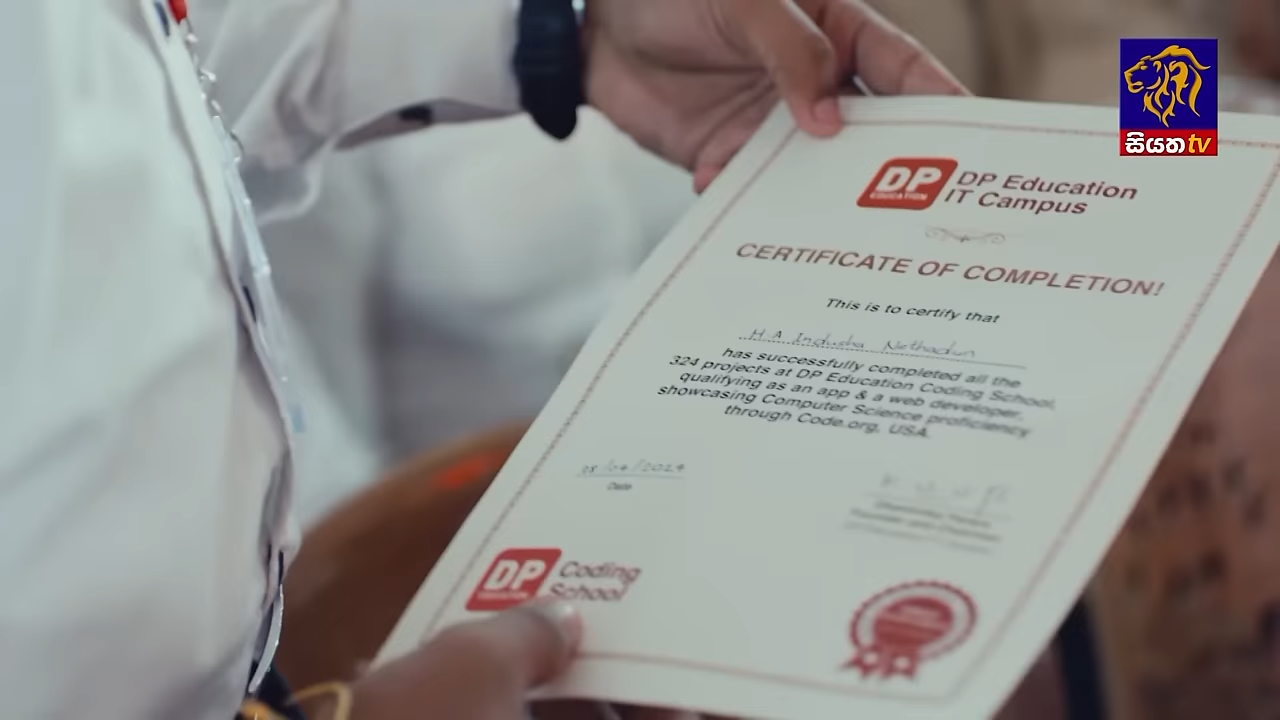 සියත tv
DP
EDUCATION
DP Education
IT Campus
CERTIFICATE OF COMPLETION!
This is to certify that
H A Indusha Nethadun
has successfully completed all the
324 projects at DP Education Coding School,
qualifying as an app & a web developer,
showcasing Computer Science proficiency
through Code.org, USA.
/04/2024
Date
DP
Coding
School